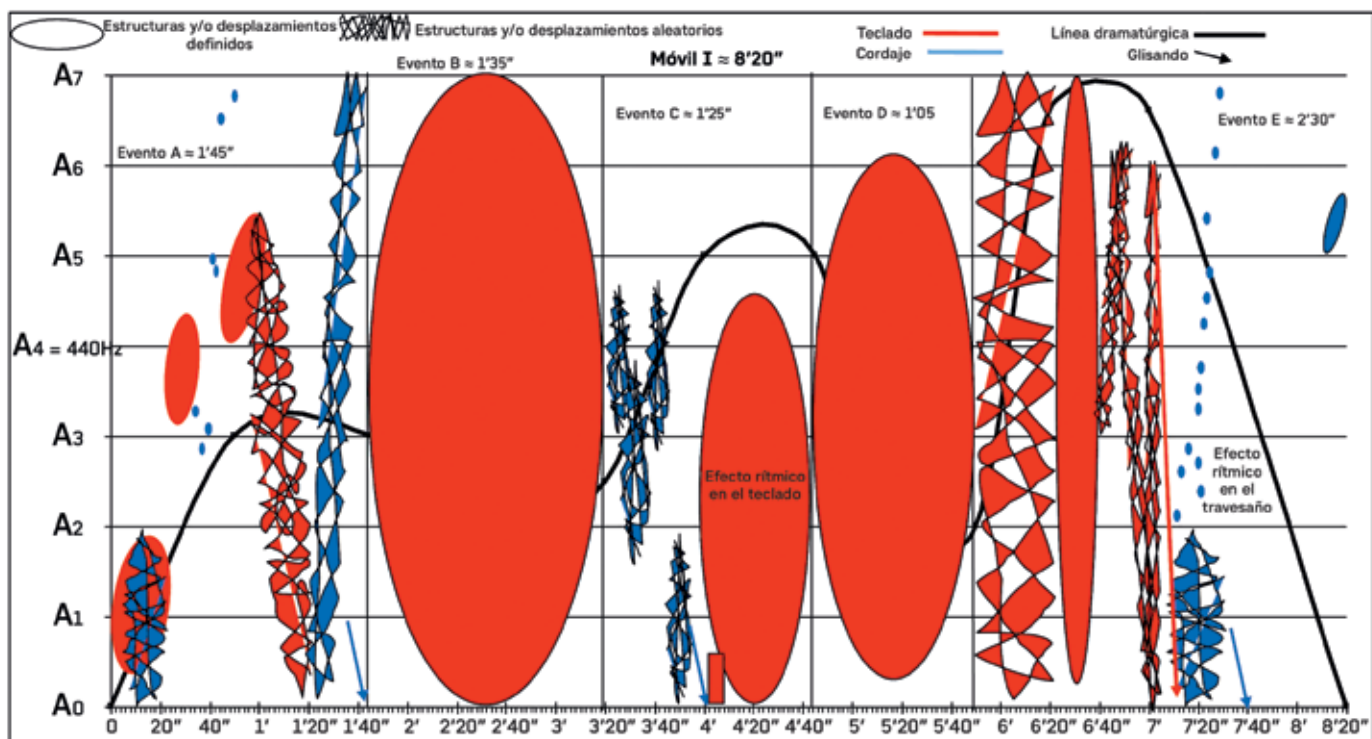 Estructuras y/o desplazamientos
definidos
Estructuras y/o desplazamientos aleatorios
Teclado
Cordaje
Línea dramatúrgica
Glisando
Móvil I ≈ 8'20"
Evento A ≈ 1'45"
Evento B ≈ 1'35"
Evento C ≈ 1'25"
Evento D ≈ 1'05
Evento E ≈ 2'30"
A7
A6
A5
A4 = 440Hz
A3
A2
A1
A0
Efecto rítmico
en el teclado
Efecto
rítmico
en el
travesaño
0 20" 40" 1' 1'20" 1'40" 2' 2'20" 2'40" 3' 3'20" 3'40" 4' 4'20" 4'40" 5' 5'20" 5'40" 6' 6'20" 6'40" 7' 7'20" 7'40" 8' 8'20"